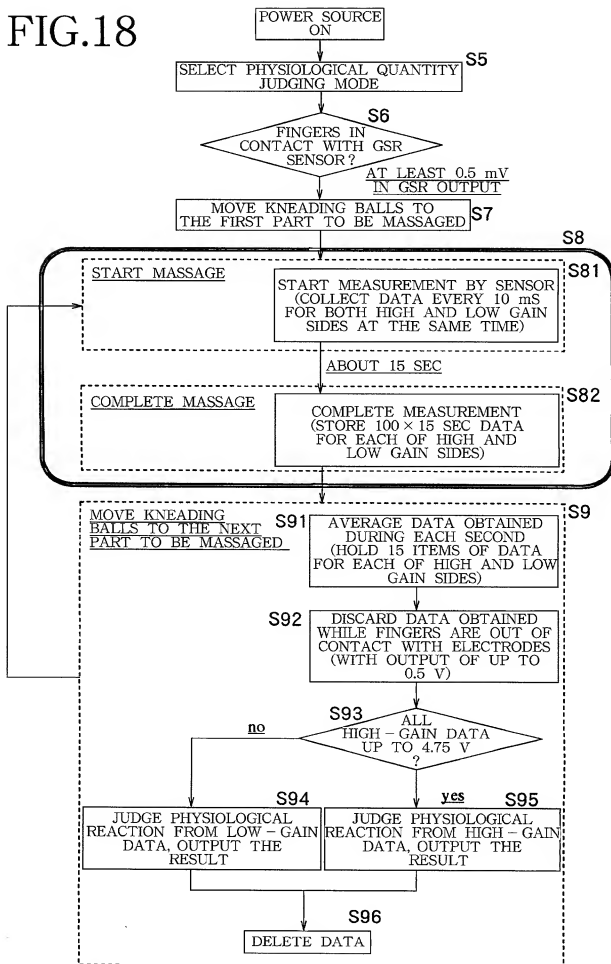 FIG.18
POWER SOURCE
ON
S5
SELECT PHYSIOLOGICAL QUANTITY
JUDGING MODE
S6
FINGERS IN
CONTACT WITH GSR
SENSOR?
AT LEAST 0.5 mV
IN GSR OUTPUT
S7
MOVE KNEADING BALLS TO
THE FIRST PART TO BE MASSAGED
S8
S81
START MASSAGE
START MEASUREMENT BY SENSOR
(COLLECT DATA EVERY 10 mS
FOR BOTH HIGH AND LOW GAIN
SIDES AT THE SAME TIME)
ABOUT 15 SEC
S82
COMPLETE MASSAGE
COMPLETE MEASUREMENT
(STORE 100×15 SEC DATA
FOR EACH OF HIGH AND
LOW GAIN SIDES)
S9
MOVE KNEADING
BALLS TO THE NEXT
PART TO BE MASSAGED
S91
AVERAGE DATA OBTAINED
DURING EACH SECOND
(HOLD 15 ITEMS OF DATA
FOR EACH OF HIGH AND LOW
GAIN SIDES)
S92
DISCARD DATA OBTAINED
WHILE FINGERS ARE OUT OF
CONTACT WITH ELECTRODES
(WITH OUTPUT OF UP TO
0.5 V)
S93
ALL
HIGH-GAIN DATA
UP TO 4.75 V
?
no
yes
S94
JUDGE PHYSIOLOGICAL
REACTION FROM LOW-GAIN
DATA, OUTPUT THE
RESULT
S95
JUDGE PHYSIOLOGICAL
REACTION FROM HIGH-GAIN
DATA, OUTPUT THE
RESULT
S96
DELETE DATA